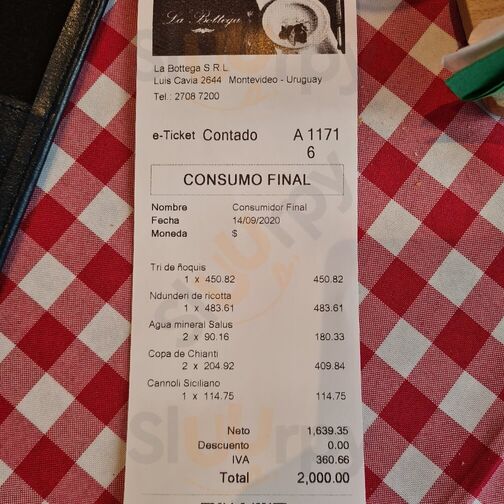 La Bottega
La Bottega S R L
Luis Cavia 2644 Montevideo - Uruguay
Tel.: 2708 7200
e-Ticket Contado A 1171
6
CONSUMO FINAL
Nombre Consumidor Final
Fecha 14/09/2020
Moneda $
Tri de ñoquis
1 x 450.82 450.82
Ndunderi de ricotta
1 x 483.61 483.61
Agua mineral Salus
2 x 90.16 180.33
Copa de Chianti
2 x 204.92 409.84
Cannoli Siciliano
1 x 114.75 114.75
Neto 1,639.35
Descuento 0.00
IVA 360.66
Total 2,000.00
Sluurpy
Sluurpy